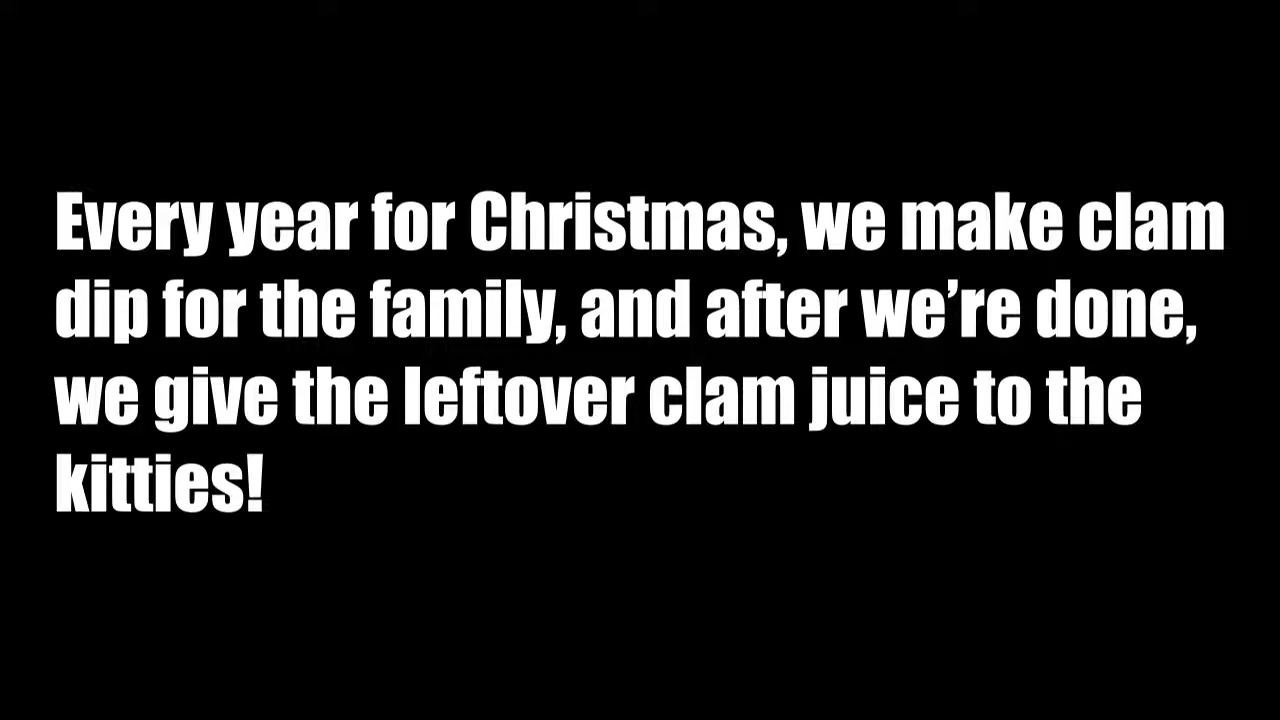 Every year for Christmas, we make clam
dip for the family, and after we’re done,
we give the leftover clam juice to the
kitties!